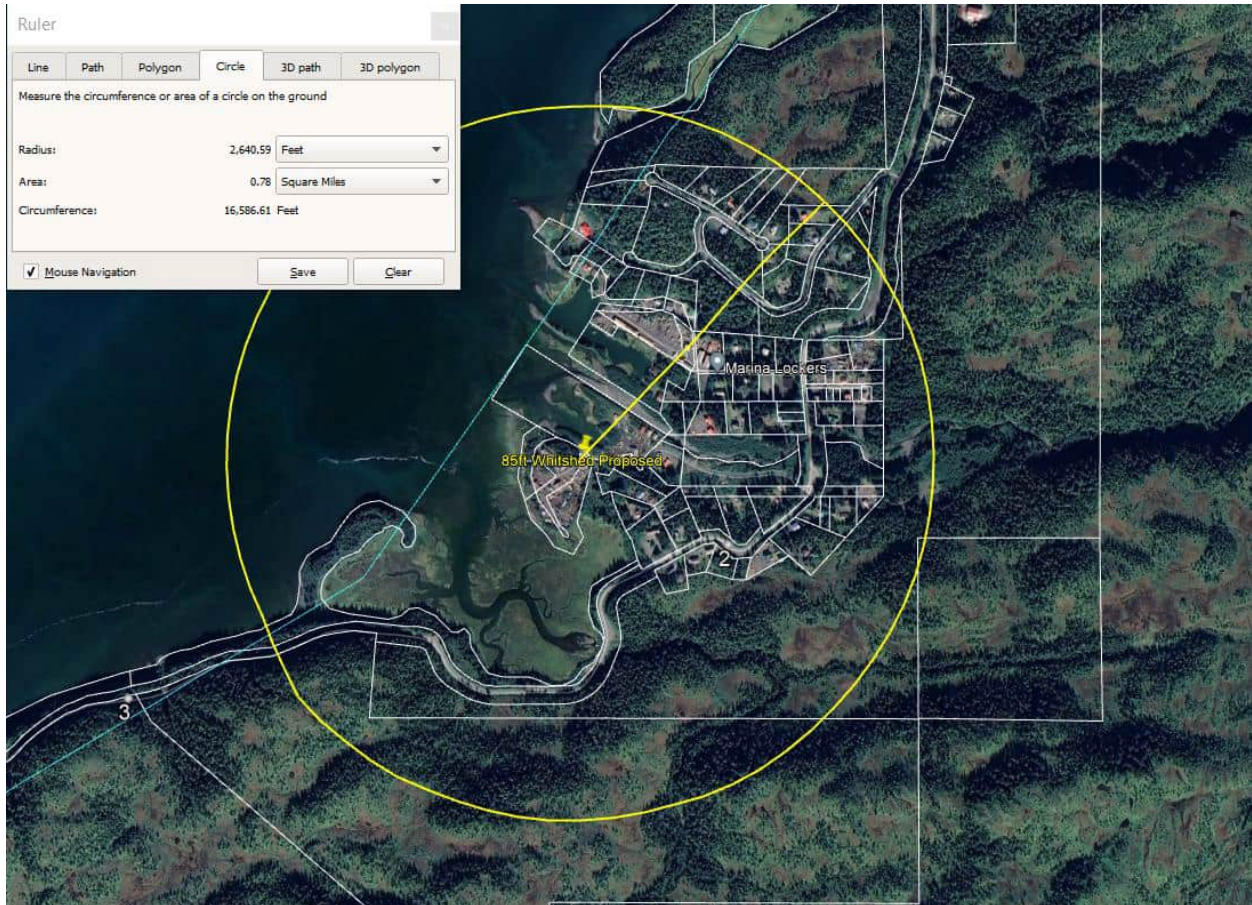 Ruler
Line Path Polygon Circle 3D path 3D polygon
Measure the circumference or area of a circle on the ground
Radius: 2,640.59 Feet
Area: 0.78 Square Miles
Circumference: 16,586.61 Feet
Mouse Navigation Save Clear
Marina Lockers
85ft Whitshed Proposed
2
3